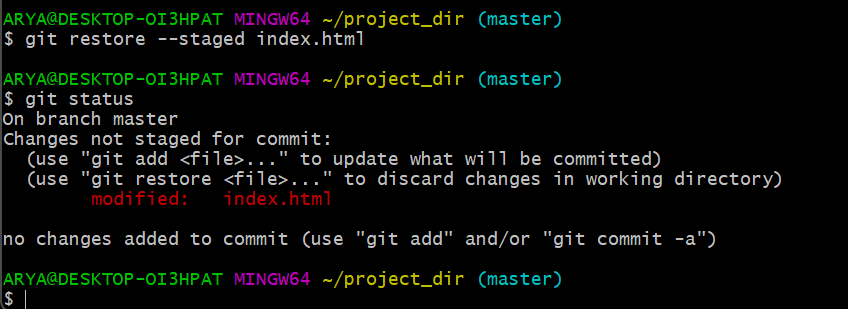 ARYA@DESKTOP-OI3HPAT MINGW64 ~/project_dir (master)
$ git restore --staged index.html
ARYA@DESKTOP-OI3HPAT MINGW64 ~/project_dir (master)
$ git status
On branch master
Changes not staged for commit:
  (use "git add <file>..." to update what will be committed)
  (use "git restore <file>..." to discard changes in working directory)
        modified:   index.html
no changes added to commit (use "git add" and/or "git commit -a")
ARYA@DESKTOP-OI3HPAT MINGW64 ~/project_dir (master)
$